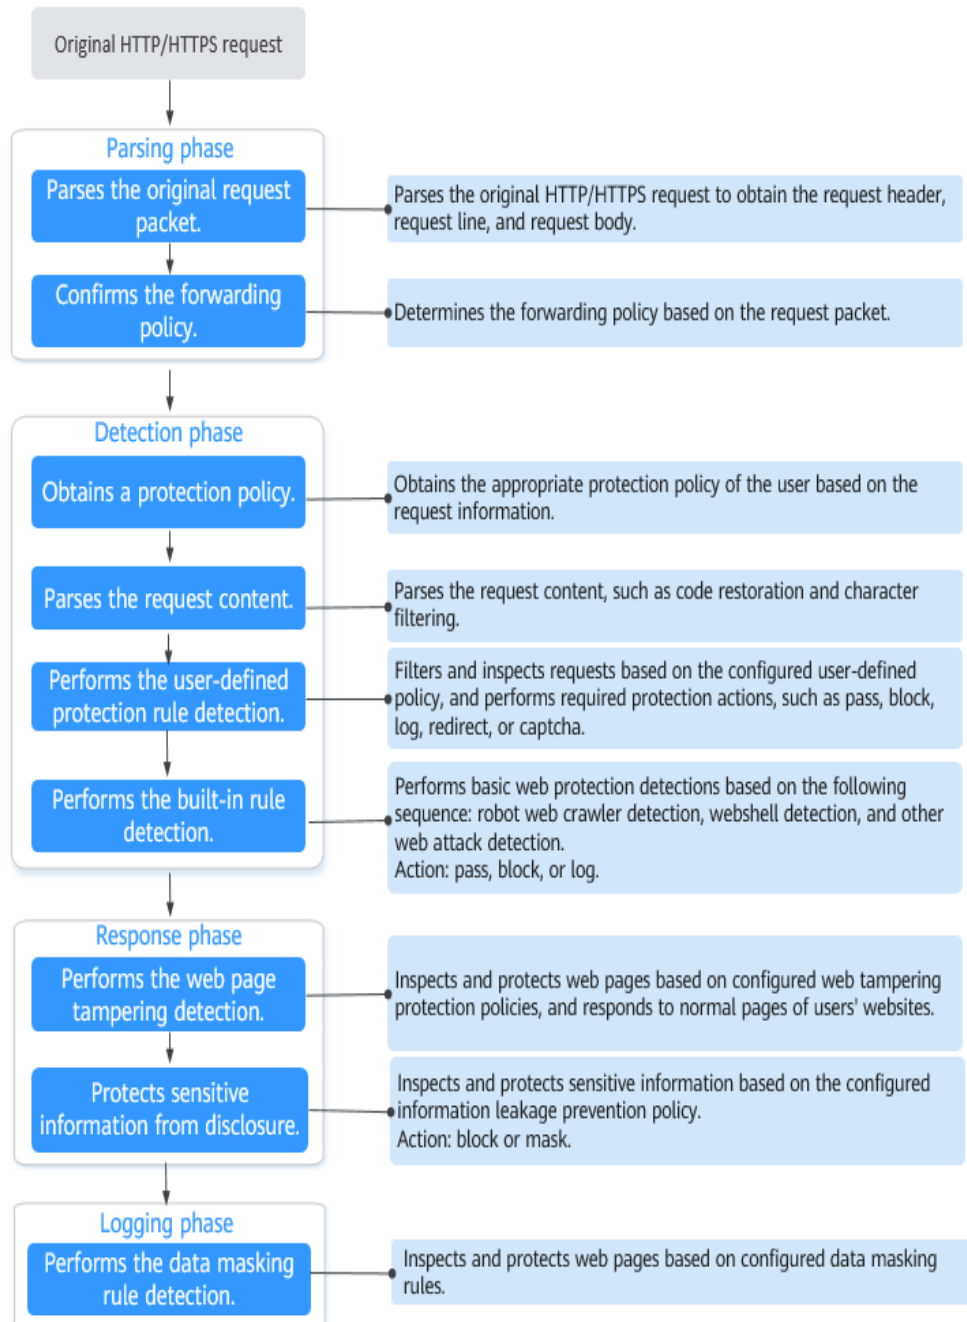 Original HTTP/HTTPS request
Parsing phase
Parses the original request
packet.
Parses the original HTTP/HTTPS request to obtain the request header,
request line, and request body.
Confirms the forwarding
policy.
Determines the forwarding policy based on the request packet.
Detection phase
Obtains a protection policy.
Obtains the appropriate protection policy of the user based on the
request information.
Parses the request content.
Parses the request content, such as code restoration and character
filtering.
Performs the user-defined
protection rule detection.
Filters and inspects requests based on the configured user-defined
policy, and performs required protection actions, such as pass, block,
log, redirect, or captcha.
Performs the built-in rule
detection.
Performs basic web protection detections based on the following
sequence: robot web crawler detection, webshell detection, and other
web attack detection.
Action: pass, block, or log.
Response phase
Performs the web page
tampering detection.
Inspects and protects web pages based on configured web tampering
protection policies, and responds to normal pages of users' websites.
Protects sensitive
information from disclosure.
Inspects and protects sensitive information based on the configured
information leakage prevention policy.
Action: block or mask.
Logging phase
Performs the data masking
rule detection.
Inspects and protects web pages based on configured data masking
rules.